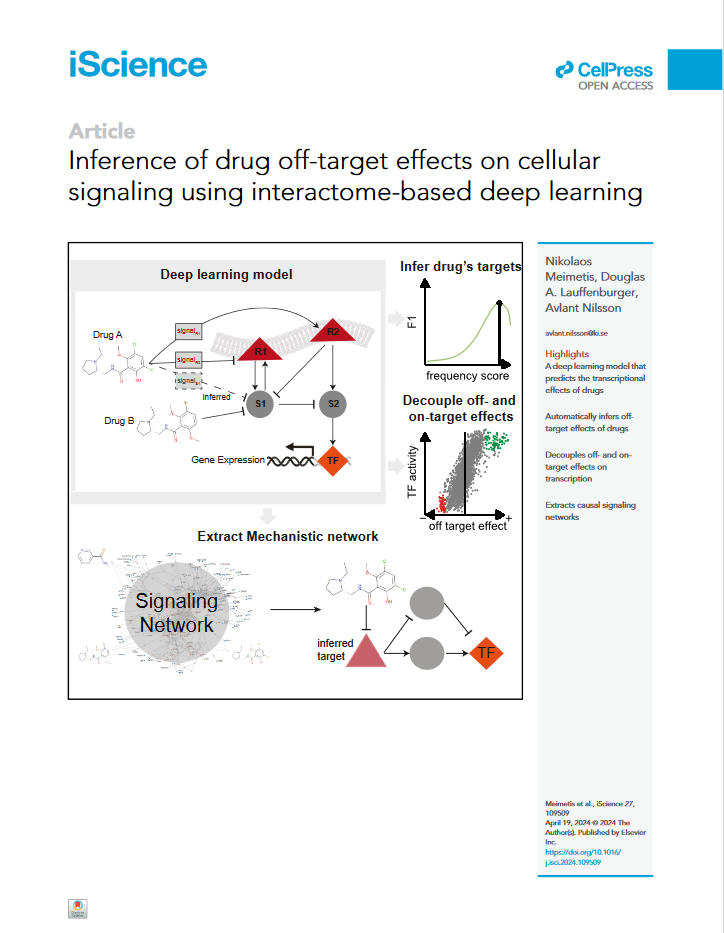 iScience
CellPress
OPEN ACCESS
Article
Inference of drug off-target effects on cellular
signaling using interactome-based deep learning
Deep learning model
Drug A
signal
signal
signal
Inferred
Drug B
R1
R2
S1
S2
Gene Expression
TF
Infer drug's targets
F1
frequency score
Decouple off- and
on-target effects
TF activity
-
+
off target effect
Extract Mechanistic network
Signaling
Network
inferred
target
TF
Nikolaos
Meimetis, Douglas
A. Lauffenburger,
Avlant Nilsson
avlant.nilsson@ki.se
Highlights
A deep learning model that
predicts the transcriptional
effects of drugs
Automatically infers off-
target effects of drugs
Decouples off- and on-
target effects on
transcription
Extracts causal signaling
networks
Meimetis et al., iScience 27,
109509
April 19, 2024 © 2024 The
Author(s). Published by Elsevier
Inc.
https://doi.org/10.1016/
j.isci.2024.109509